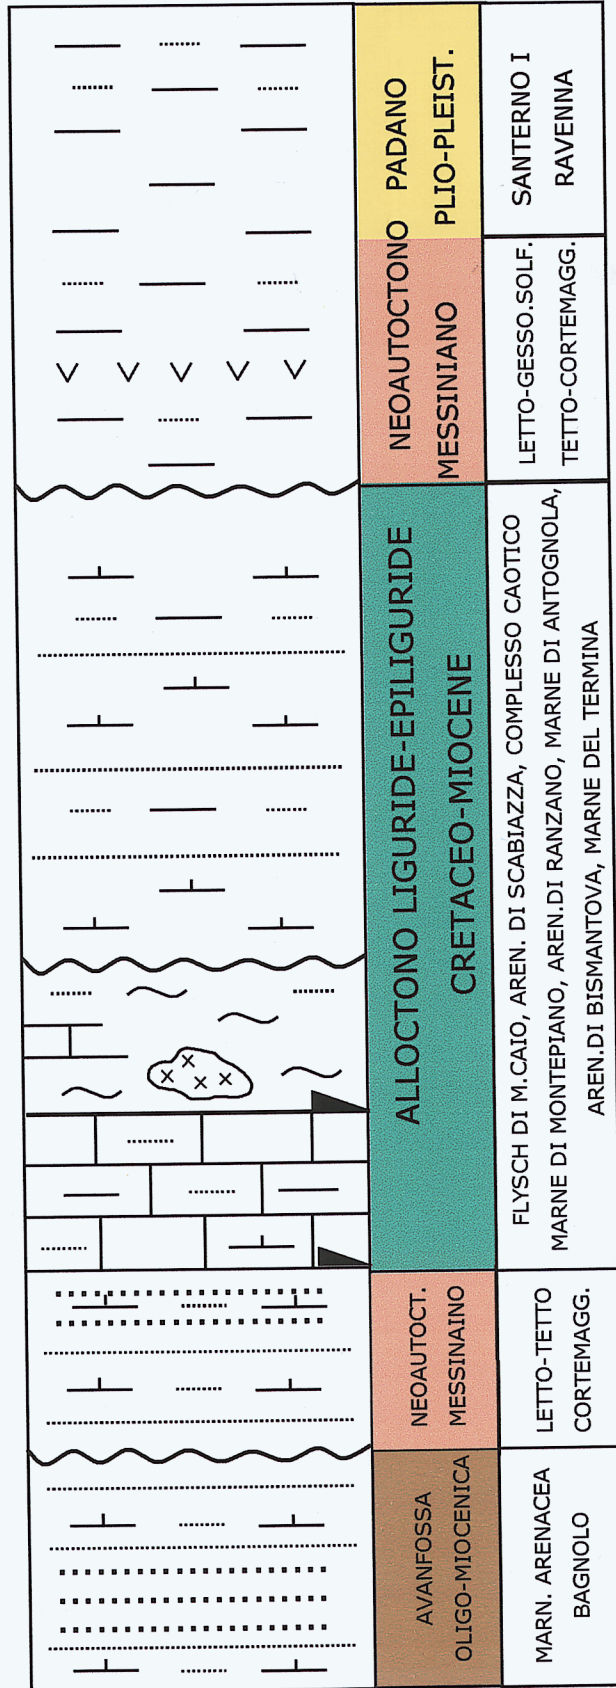 PADANO
PLIO-PLEIST.
SANTERNO I
RAVENNA
NEOAUTOCTONO
MESSINIANO
LETTO-GESSO.SOLF.
TETTO-CORTEMAGG.
ALLOCTONO LIGURIDE-EPILIGURIDE
CRETACEO-MIOCENE
FLYSCH DI M.CAIO, AREN. DI SCABIAZZA, COMPLESSO CAOTICO
MARNE DI MONTEPIANO, AREN.DI RANZANO, MARNE DI ANTOGNOLA,
AREN.DI BISMANTOVA, MARNE DEL TERMINA
NEOAUTOCT.
MESSINAINO
LETTO-TETTO
CORTEMAGG.
AVANFOSSA
OLIGO-MIOCENICA
MARN. ARENACEA
BAGNOLO